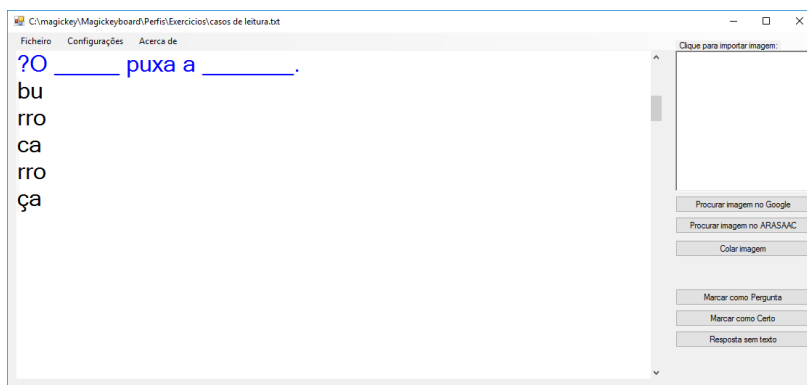 C:\magickey\Magickeyboard\Perfis\Exercicios\casos de leitura.txt
Ficheiro Configurações Acerca de
Clique para importar imagem:
?O ______ puxa a ________.
bu
rro
ca
rro
ça
Procurar imagem no Google
Procurar imagem no ARASAAC
Colar imagem
Marcar como Pergunta
Marcar como Certo
Resposta sem texto